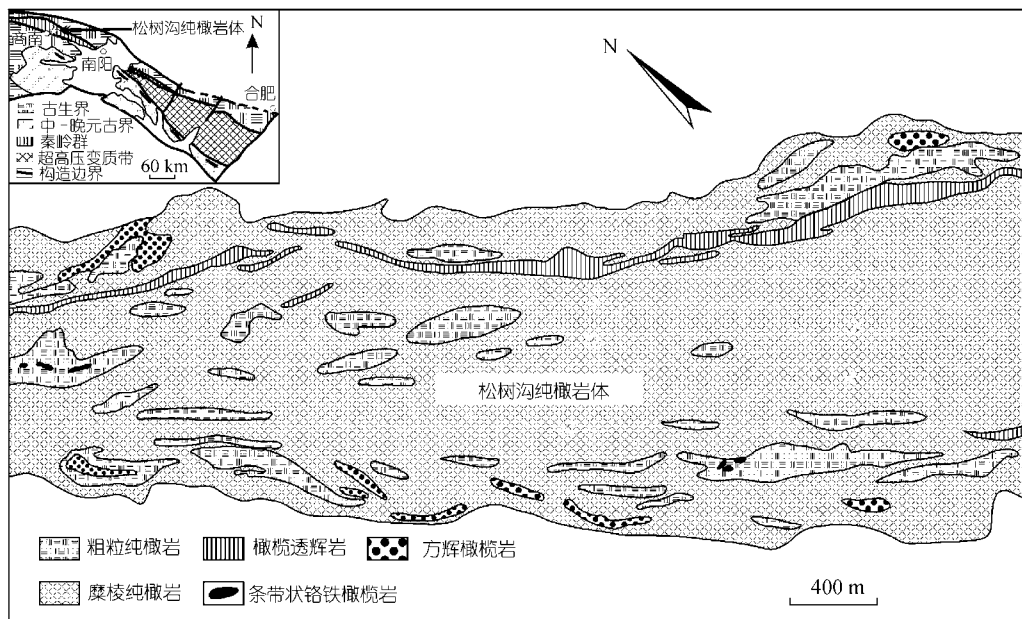 松树沟纯橄岩体
N
商南
南阳
合肥
古生界
中-晚元古界
秦岭群
超高压变质带
构造边界
60 km
N
松树沟纯橄岩体
粗粒纯橄岩
橄榄透辉岩
方辉橄榄岩
糜棱纯橄岩
条带状铬铁橄榄岩
400 m